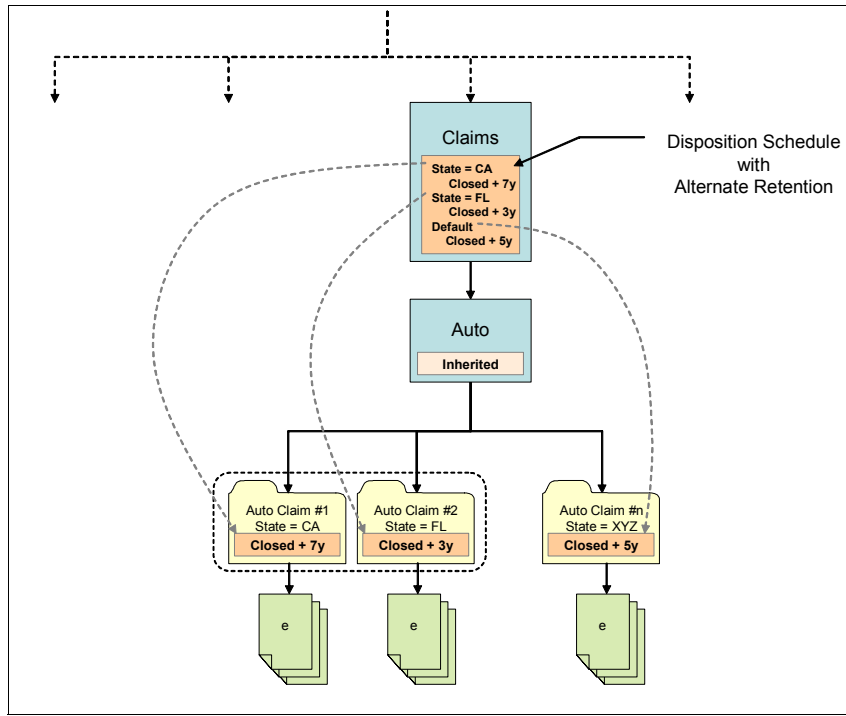 Claims
State = CA
Closed + 7y
State = FL
Closed + 3y
Default
Closed + 5y
Disposition Schedule
with
Alternate Retention
Auto
Inherited
Auto Claim #1
State = CA
Closed + 7y
Auto Claim #2
State = FL
Closed + 3y
Auto Claim #n
State = XYZ
Closed + 5y
e
e
e